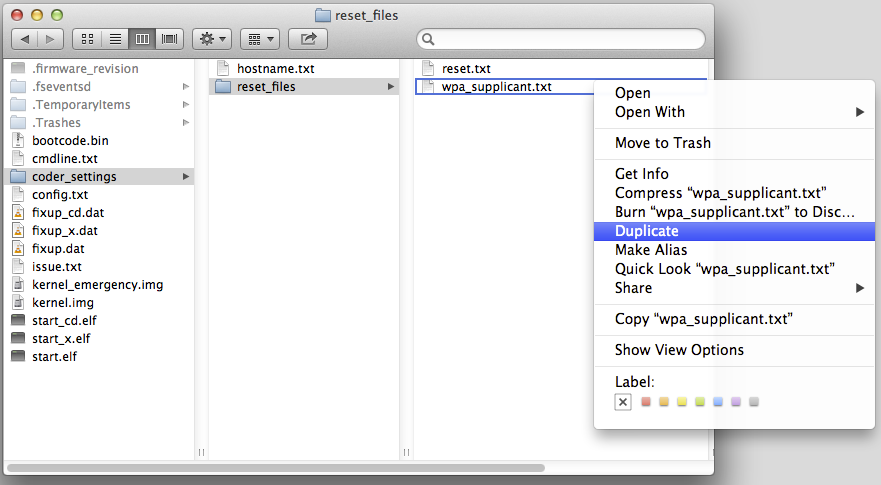 reset_files
.firmware_revision
.fseventsd
.TemporaryItems
.Trashes
bootcode.bin
cmdline.txt
coder_settings
config.txt
fixup_cd.dat
fixup_x.dat
fixup.dat
issue.txt
kernel_emergency.img
kernel.img
start_cd.elf
start_x.elf
start.elf
hostname.txt
reset_files
reset.txt
wpa_supplicant.txt
Open
Open With
Move to Trash
Get Info
Compress “wpa_supplicant.txt”
Burn “wpa_supplicant.txt” to Disc...
Duplicate
Make Alias
Quick Look “wpa_supplicant.txt”
Share
Copy “wpa_supplicant.txt”
Show View Options
Label: